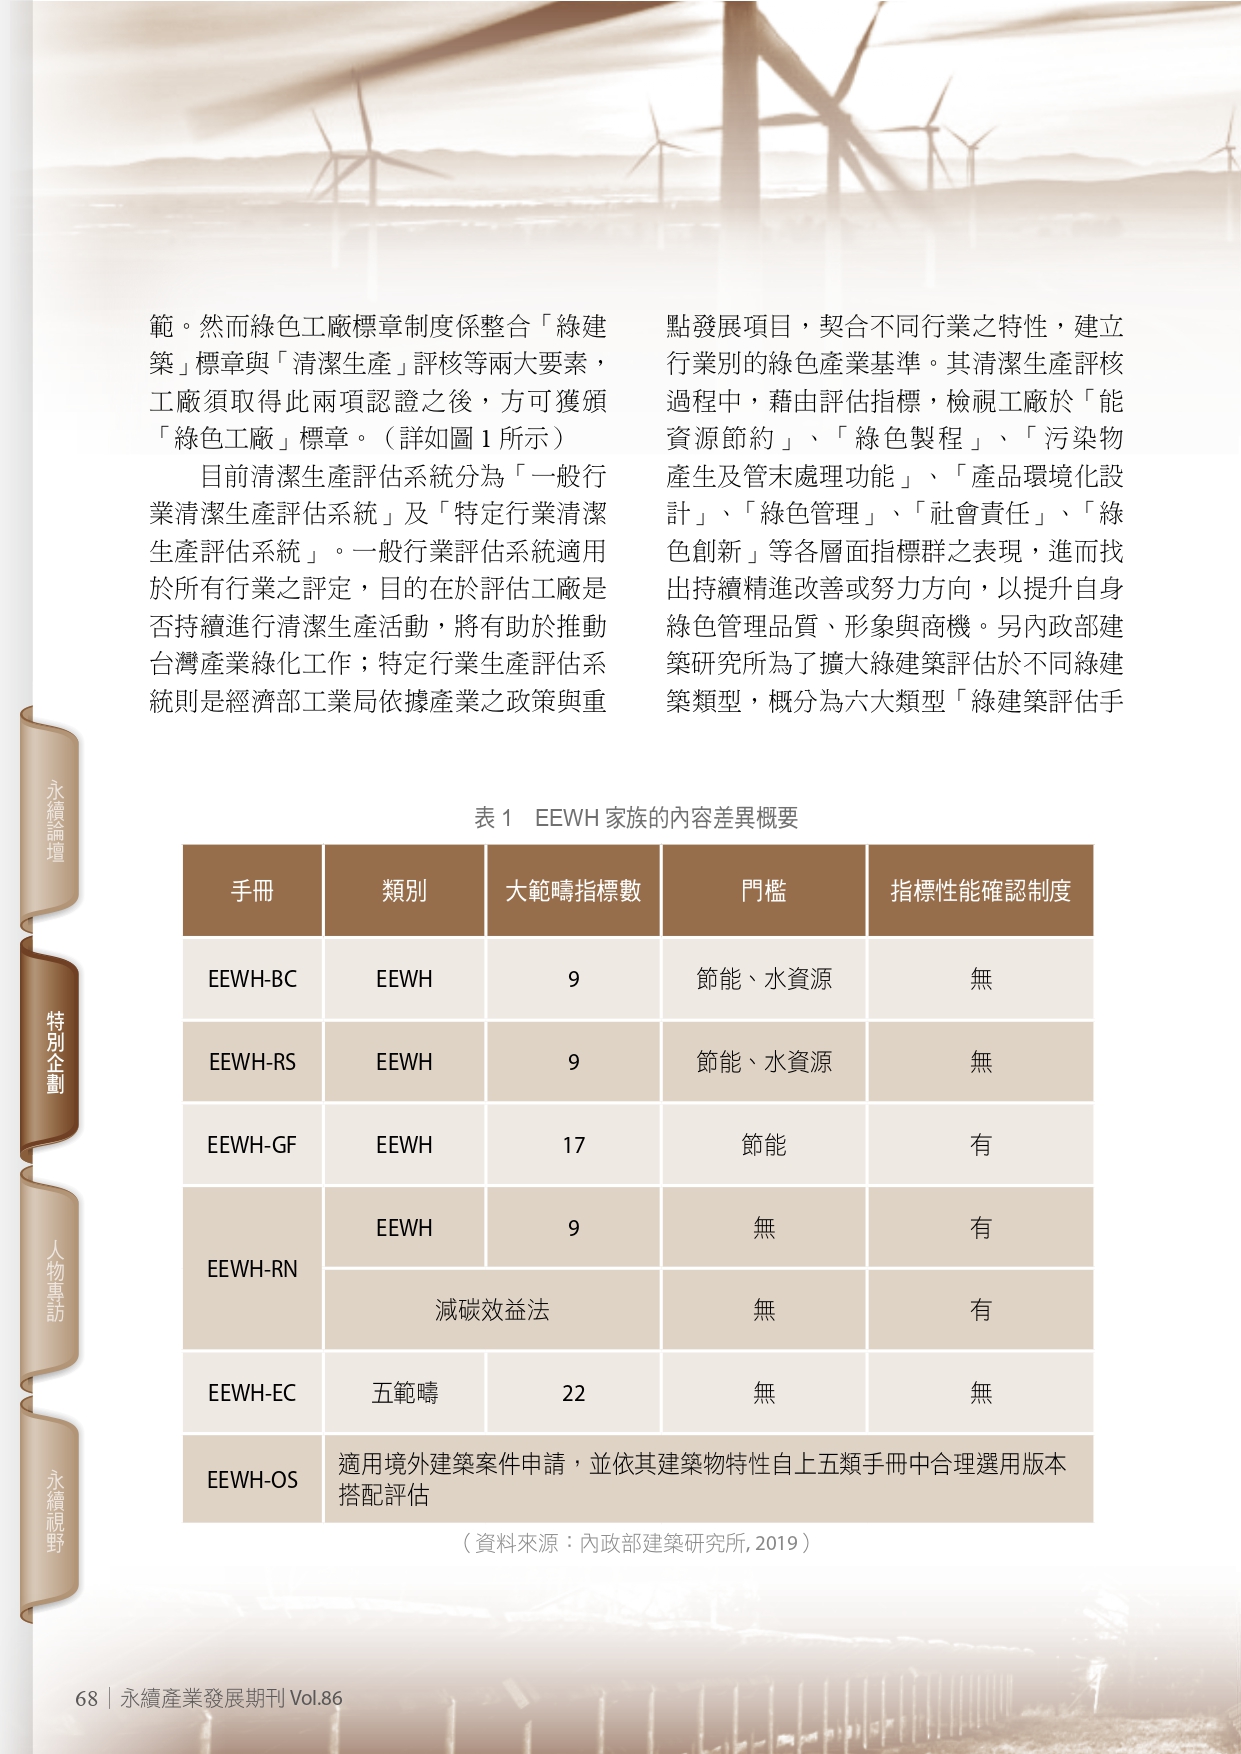 範。然而綠色工廠標章制度係整合「綠建
築」標章與「清潔生產」評核等兩大要素，
工廠須取得此兩項認證之後，方可獲頒
「綠色工廠」標章。（詳如圖 1 所示）
目前清潔生產評估系統分為「一般行
業清潔生產評估系統」及「特定行業清潔
生產評估系統」。一般行業評估系統適用
於所有行業之評定，目的在於評估工廠是
否持續進行清潔生產活動，將有助於推動
台灣產業綠化工作；特定行業生產評估系
統則是經濟部工業局依據產業之政策與重
點發展項目，契合不同行業之特性，建立
行業別的綠色產業基準。其清潔生產評核
過程中，藉由評估指標，檢視工廠於「能
資源節約」、「綠色製程」、「污染物
產生及管末處理功能」、「產品環境化設
計」、「綠色管理」、「社會責任」、「綠
色創新」等各層面指標群之表現，進而找
出持續精進改善或努力方向，以提升自身
綠色管理品質、形象與商機。另內政部建
築研究所為了擴大綠建築評估於不同綠建
築類型，概分為六大類型「綠建築評估手
永續論壇
特別企劃
人物專訪
永續視野
表 1　EEWH 家族的內容差異概要
手冊 類別 大範疇指標數 門檻 指標性能確認制度
EEWH-BC EEWH 9 節能、水資源 無
EEWH-RS EEWH 9 節能、水資源 無
EEWH-GF EEWH 17 節能 有
EEWH-RN EEWH 9 無 有
減碳效益法 無 有
EEWH-EC 五範疇 22 無 無
EEWH-OS 適用境外建築案件申請，並依其建築物特性自上五類手冊中合理選用版本
搭配評估
（資料來源：內政部建築研究所, 2019）
68 | 永續產業發展期刊 Vol.86